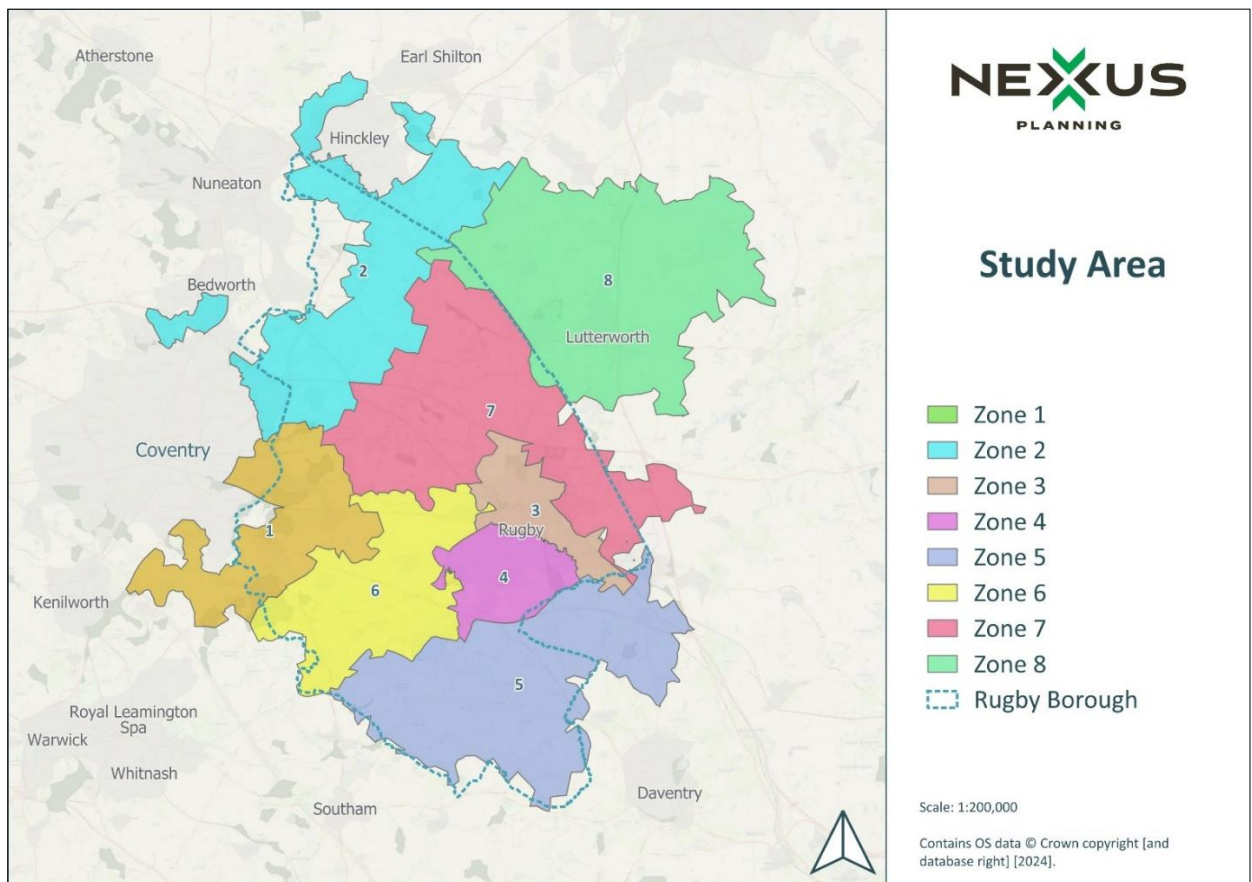 Atherstone
Earl Shilton
Hinckley
Nuneaton
2
Bedworth
8
Lutterworth
7
Coventry
3
Rugby
1
4
6
Kenilworth
5
Royal Leamington
Spa
Warwick
Whitnash
Southam
Daventry
NEXUS
PLANNING
Study Area
Zone 1
Zone 2
Zone 3
Zone 4
Zone 5
Zone 6
Zone 7
Zone 8
Rugby Borough
Scale: 1:200,000
Contains OS data © Crown copyright [and
database right] [2024].